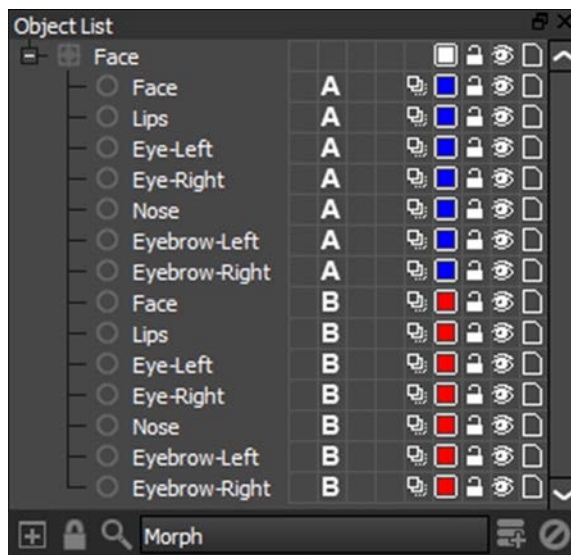 Object List
Face
Face A
Lips A
Eye-Left A
Eye-Right A
Nose A
Eyebrow-Left A
Eyebrow-Right A
Face B
Lips B
Eye-Left B
Eye-Right B
Nose B
Eyebrow-Left B
Eyebrow-Right B
Morph